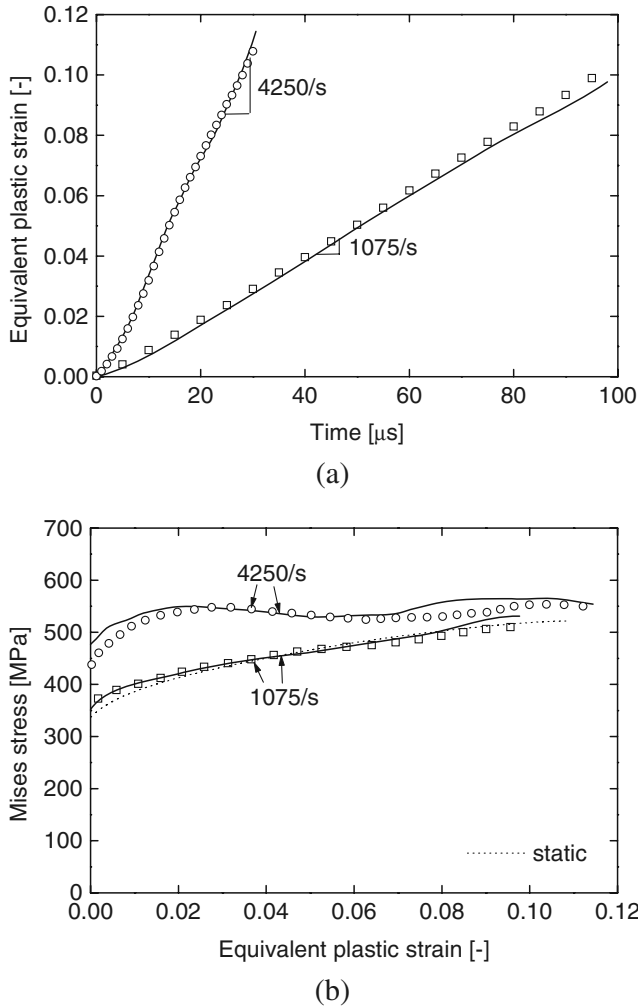 0.12
0.10
0.08
0.06
0.04
0.02
0.00
Equivalent plastic strain [-]
4250/s
1075/s
0 20 40 60 80 100
Time [μs]
(a)
700
600
500
400
300
200
100
0
Mises stress [MPa]
4250/s
1075/s
static
0.00 0.02 0.04 0.06 0.08 0.10 0.12
Equivalent plastic strain [-]
(b)